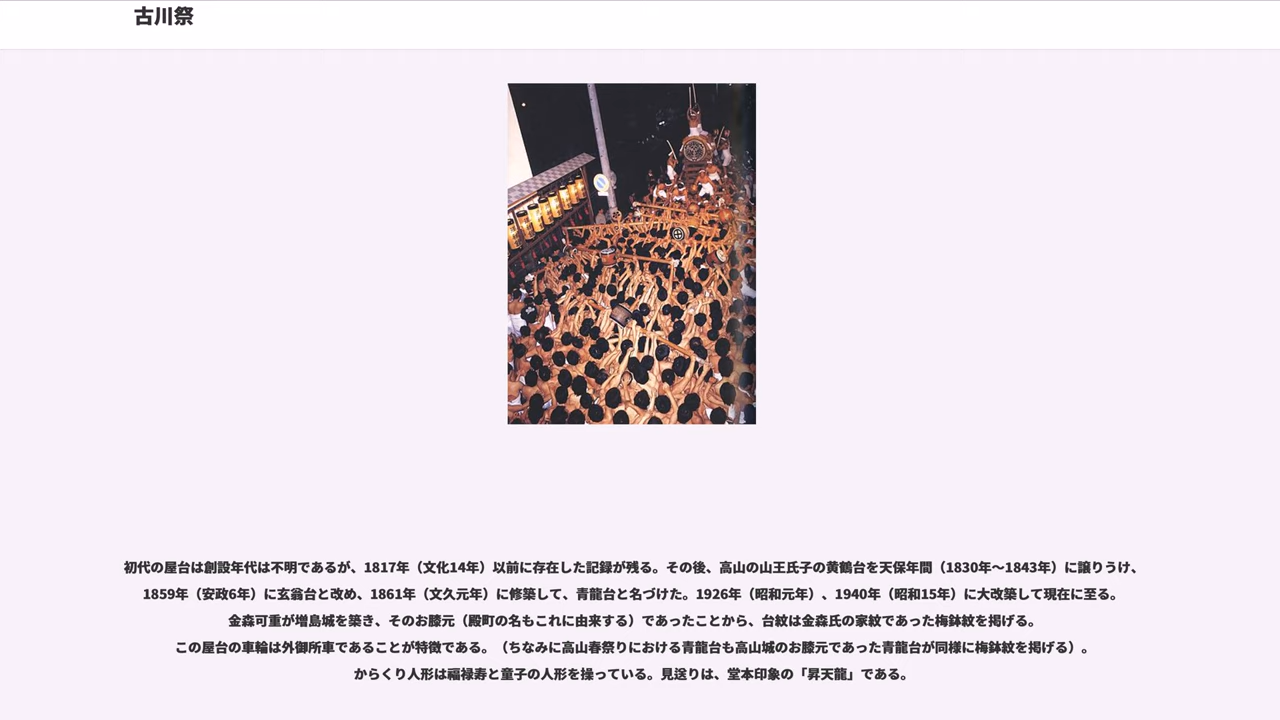 古川祭
初代の屋台は創設年代は不明であるが、1817年（文化14年）以前に存在した記録が残る。その後、高山の山王氏子の黄鶴台を天保年間（1830年〜1843年）に譲りうけ、
1859年（安政6年）に玄翁台と改め、1861年（文久元年）に修築して、青龍台と名づけた。1926年（昭和元年）、1940年（昭和15年）に大改築して現在に至る。
金森可重が増島城を築き、そのお膝元（殿町の名もこれに由来する）であったことから、台紋は金森氏の家紋であった梅鉢紋を掲げる。
この屋台の車輪は外御所車であることが特徴である。（ちなみに高山春祭りにおける青龍台も高山城のお膝元であった青龍台が同様に梅鉢紋を掲げる）。
からくり人形は福禄寿と童子の人形を操っている。見送りは、堂本印象の「昇天龍」である。